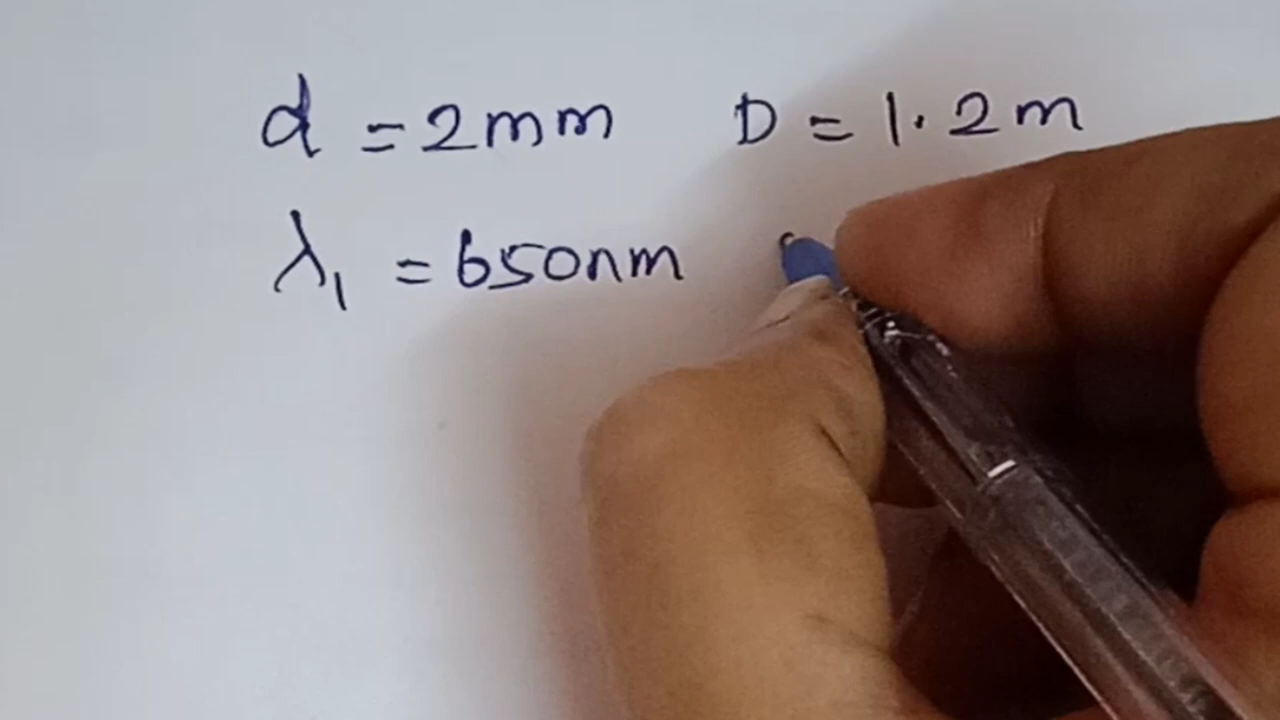 d = 2mm D = 1.2m
λ₁ = 650nm